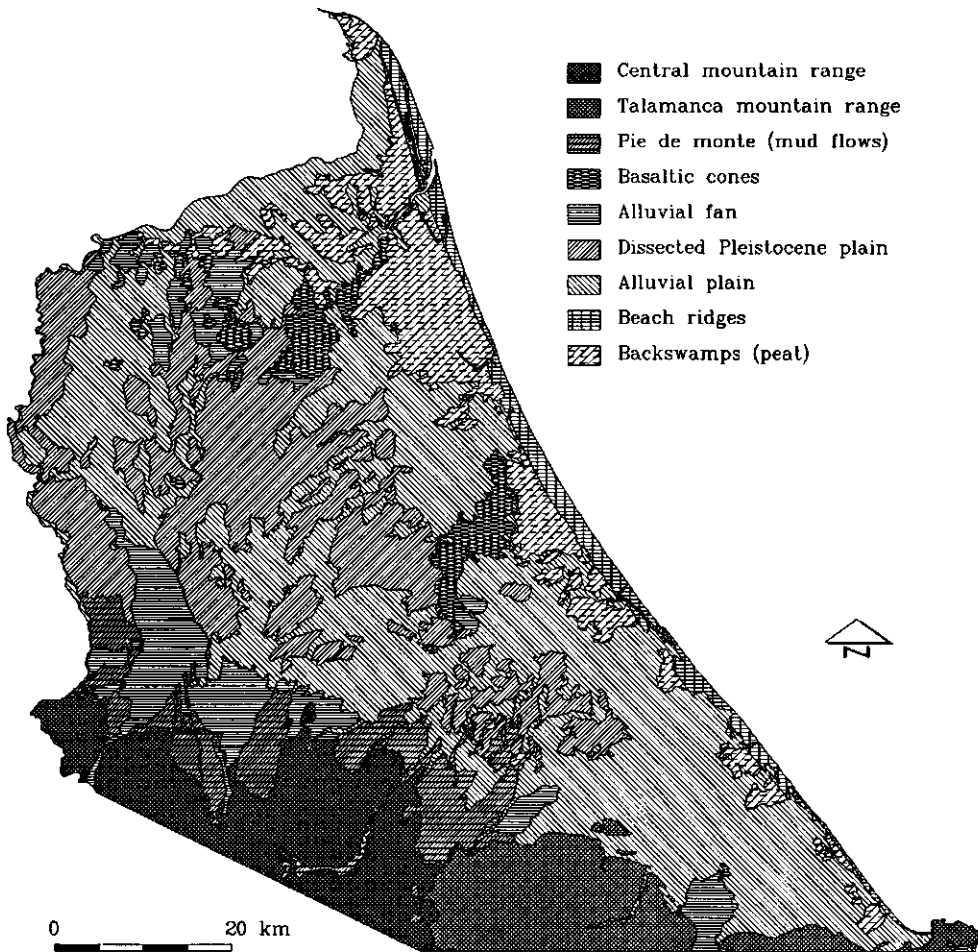 Central mountain range
Talamanca mountain range
Pie de monte (mud flows)
Basaltic cones
Alluvial fan
Dissected Pleistocene plain
Alluvial plain
Beach ridges
Backswamps (peat)
N
0 20 km